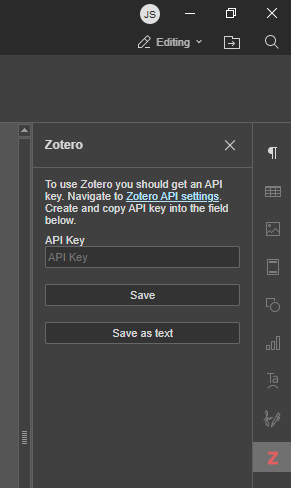 JS
Editing
Zotero
To use Zotero you should get an API
key. Navigate to Zotero API settings.
Create and copy API key into the field
below.
API Key
API Key
Save
Save as text
¶
Ta
Z